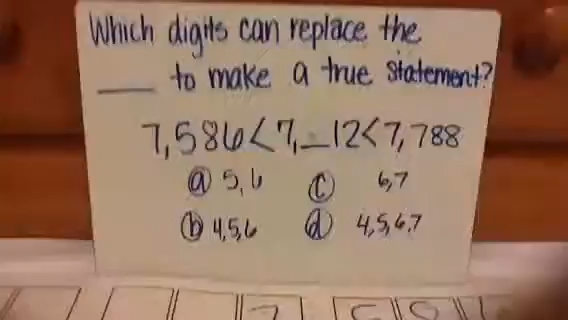 Which digits can replace the
___ to make a true statement?
7,586<7,_12<7,788
ⓐ 5,6 ⓒ 6,7
ⓑ 4,5,6 ⓓ 4,5,6,7